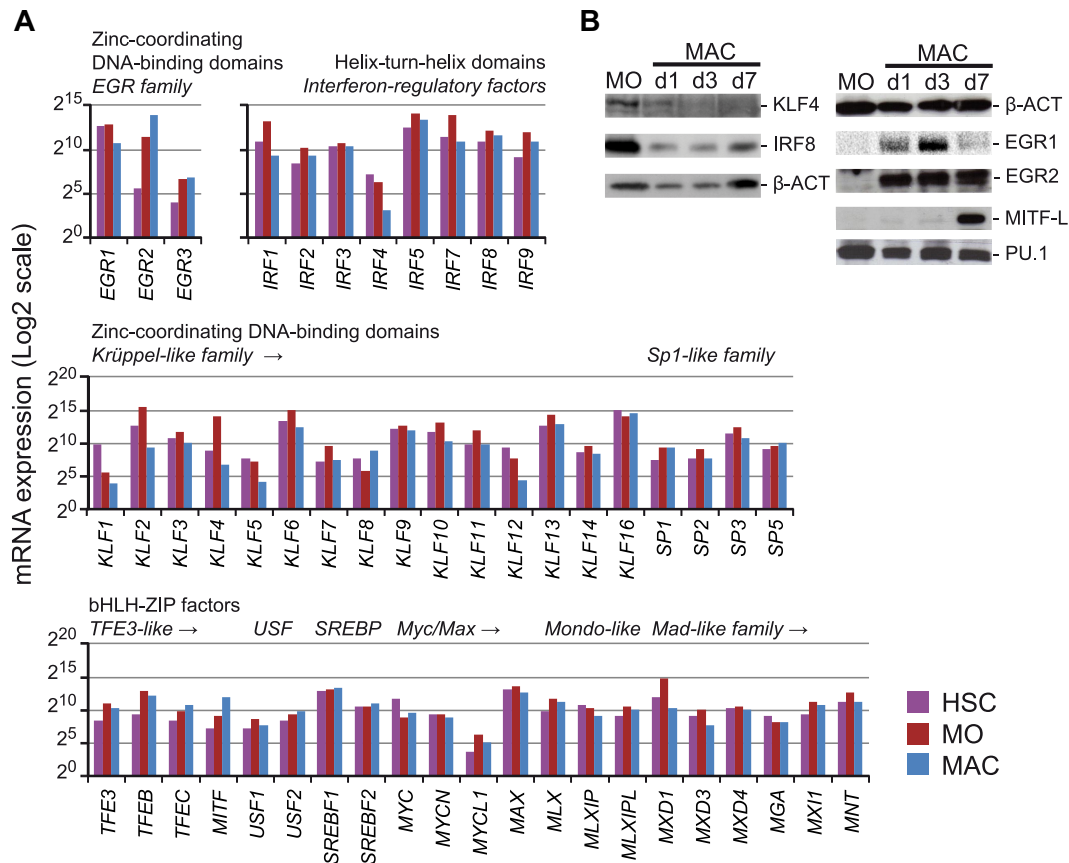 A
Zinc-coordinating
DNA-binding domains
EGR family
Helix-turn-helix domains
Interferon-regulatory factors
mRNA expression (Log2 scale)
2^15
2^10
2^5
2^0
EGR1 EGR2 EGR3
IRF1 IRF2 IRF3 IRF4 IRF5 IRF7 IRF8 IRF9
B
MAC
MO d1 d3 d7
- KLF4
- IRF8
- β-ACT
MAC
MO d1 d3 d7
- β-ACT
- EGR1
- EGR2
- MITF-L
- PU.1
Zinc-coordinating DNA-binding domains
Krüppel-like family → Sp1-like family
2^20
2^15
2^10
2^5
2^0
KLF1 KLF2 KLF3 KLF4 KLF5 KLF6 KLF7 KLF8 KLF9 KLF10 KLF11 KLF12 KLF13 KLF14 KLF16 SP1 SP2 SP3 SP5
bHLH-ZIP factors
TFE3-like → USF SREBP Myc/Max → Mondo-like Mad-like family →
2^20
2^15
2^10
2^5
2^0
TFE3 TFEB TFEC MITF USF1 USF2 SREBF1 SREBF2 MYC MYCN MYCL1 MAX MLX MLXIP MLXIPL MXD1 MXD3 MXD4 MGA MXI1 MNT
HSC
MO
MAC